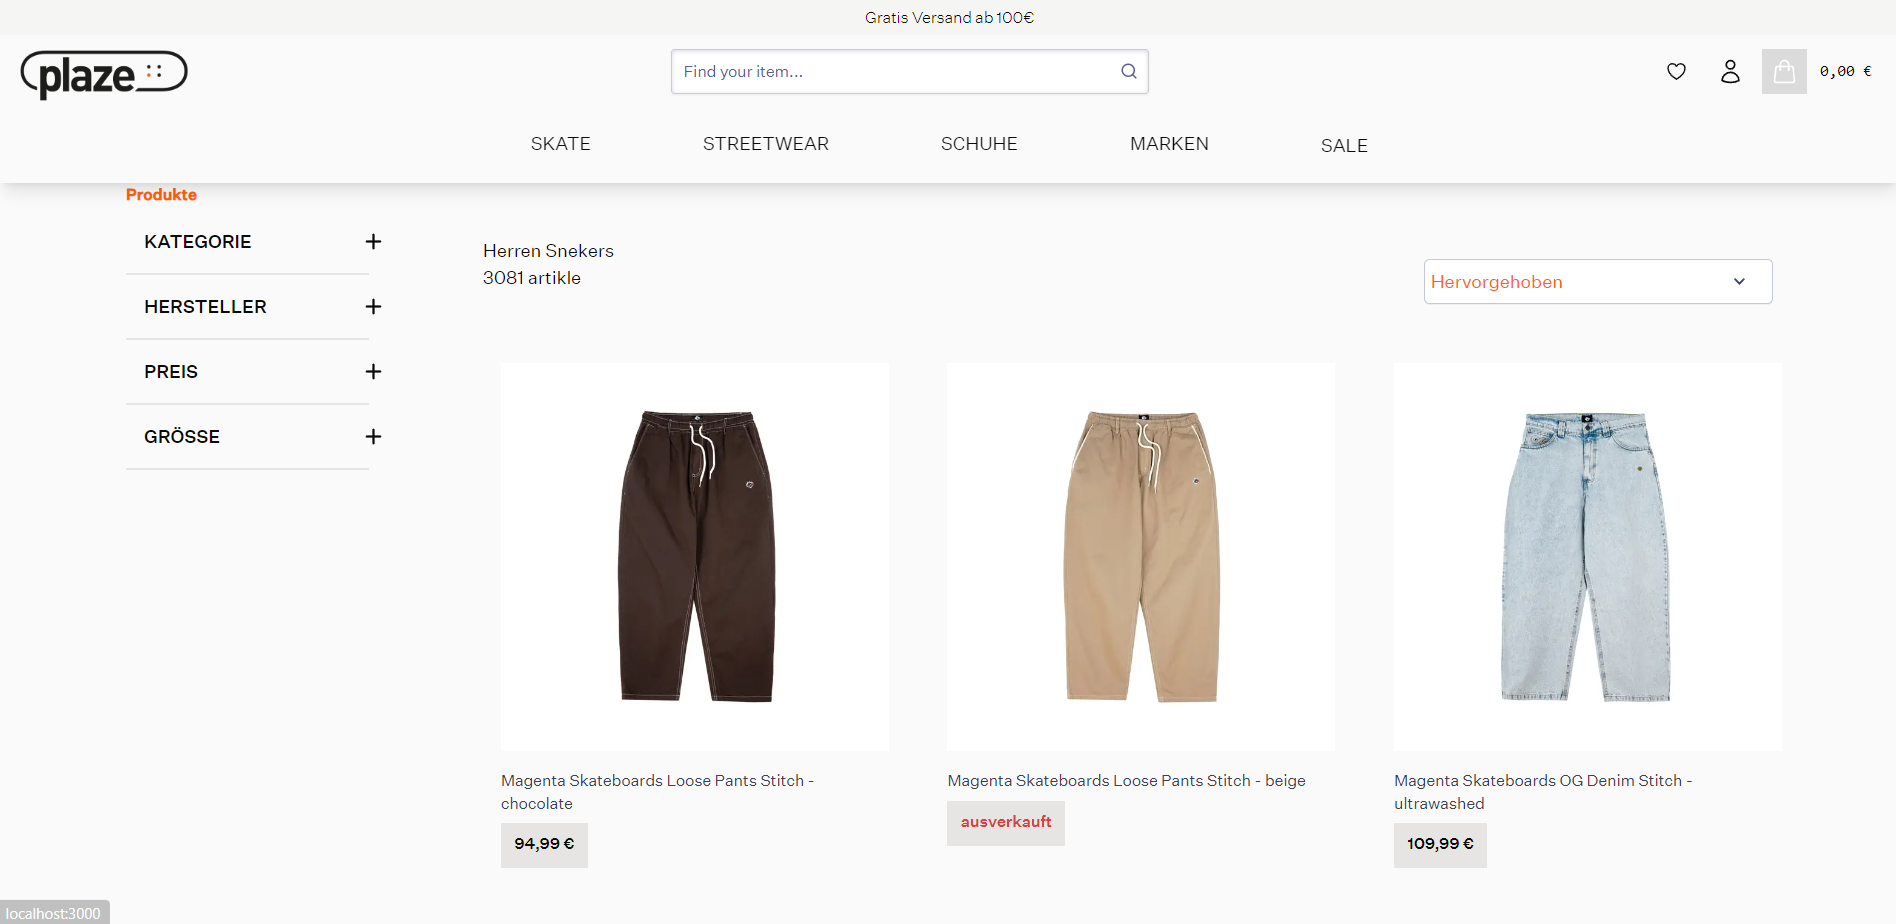 Gratis Versand ab 100€
plaze
Find your item...
0,00 €
SKATE
STREETWEAR
SCHUHE
MARKEN
SALE
Produkte
KATEGORIE
HERSTELLER
PREIS
GRÖSSE
Herren Snekers
3081 artikle
Hervorgehoben
Magenta Skateboards Loose Pants Stitch -
chocolate
94,99 €
Magenta Skateboards Loose Pants Stitch - beige
ausverkauft
Magenta Skateboards OG Denim Stitch -
ultrawashed
109,99 €
localhost:3000